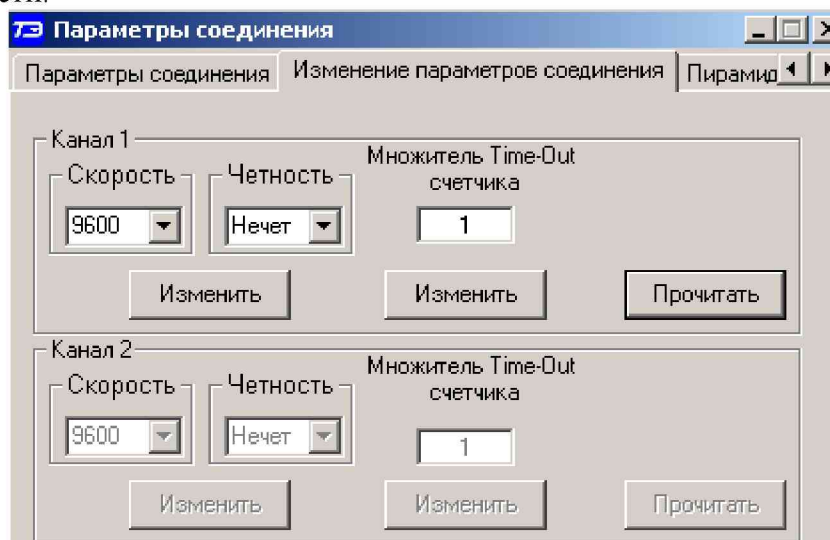 ТЭ Параметры соединения
Параметры соединения Изменение параметров соединения Пирамид
Канал 1
Скорость Четность Множитель Time-Out
счетчика
9600 Нечет 1
Изменить Изменить Прочитать
Канал 2
Скорость Четность Множитель Time-Out
счетчика
9600 Нечет 1
Изменить Изменить Прочитать